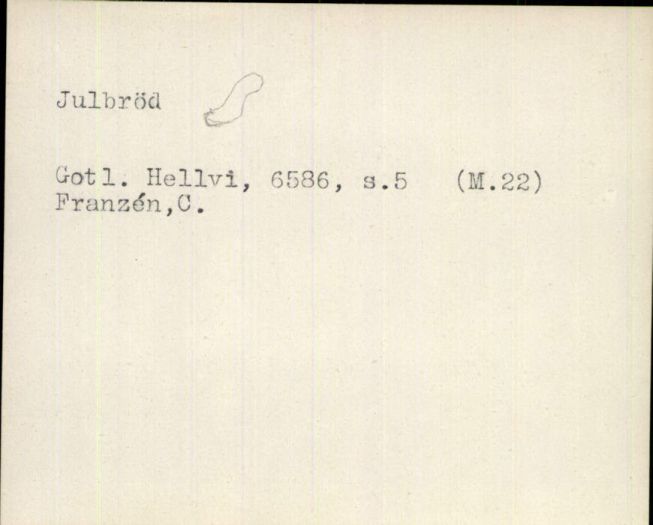 Julbröd
Gotl. Hellvi, 6586, s.5 (M.22)
Franzén,C.